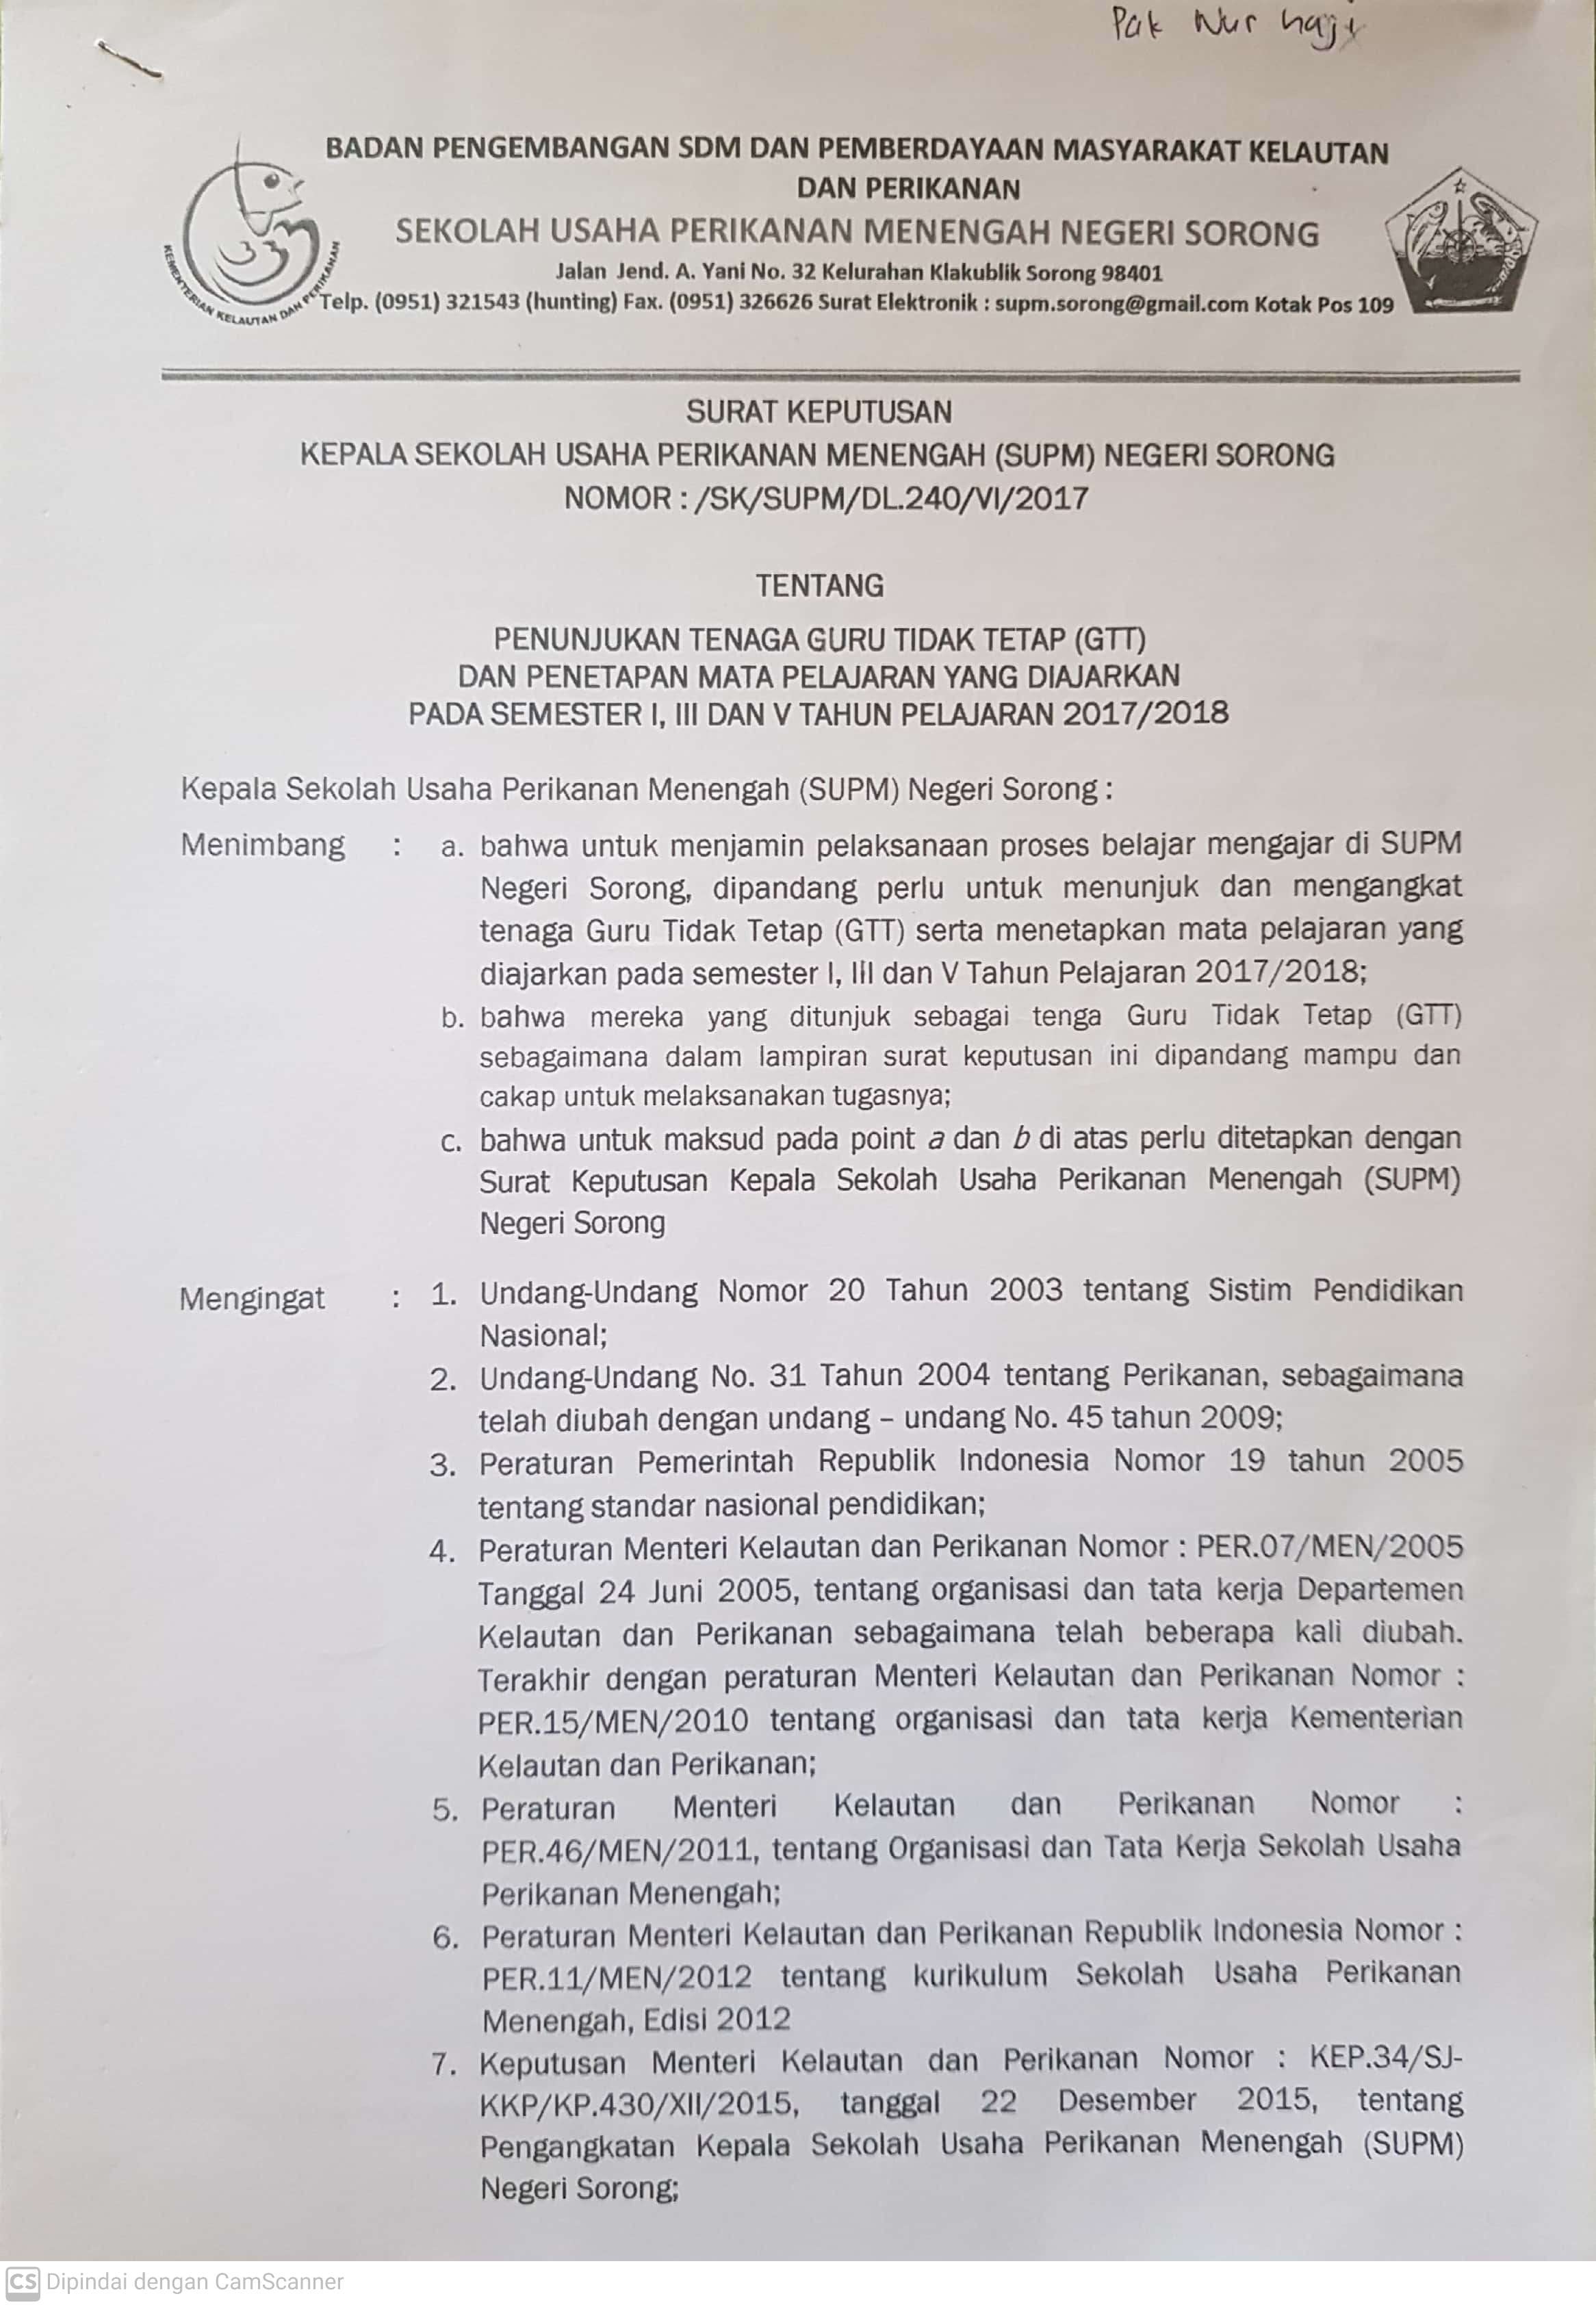 Pak Nur haji
BADAN PENGEMBANGAN SDM DAN PEMBERDAYAAN MASYARAKAT KELAUTAN
DAN PERIKANAN
SEKOLAH USAHA PERIKANAN MENENGAH NEGERI SORONG
Jalan Jend. A. Yani No. 32 Kelurahan Klakublik Sorong 98401
Telp. (0951) 321543 (hunting) Fax. (0951) 326626 Surat Elektronik : supm.sorong@gmail.com Kotak Pos 109
KEMENTERIAN KELAUTAN DAN PERIKANAN
SURAT KEPUTUSAN
KEPALA SEKOLAH USAHA PERIKANAN MENENGAH (SUPM) NEGERI SORONG
NOMOR : /SK/SUPM/DL.240/VI/2017
TENTANG
PENUNJUKAN TENAGA GURU TIDAK TETAP (GTT)
DAN PENETAPAN MATA PELAJARAN YANG DIAJARKAN
PADA SEMESTER I, III DAN V TAHUN PELAJARAN 2017/2018
Kepala Sekolah Usaha Perikanan Menengah (SUPM) Negeri Sorong :
Menimbang : a. bahwa untuk menjamin pelaksanaan proses belajar mengajar di SUPM
Negeri Sorong, dipandang perlu untuk menunjuk dan mengangkat
tenaga Guru Tidak Tetap (GTT) serta menetapkan mata pelajaran yang
diajarkan pada semester I, III dan V Tahun Pelajaran 2017/2018;
b. bahwa mereka yang ditunjuk sebagai tenga Guru Tidak Tetap (GTT)
sebagaimana dalam lampiran surat keputusan ini dipandang mampu dan
cakap untuk melaksanakan tugasnya;
c. bahwa untuk maksud pada point a dan b di atas perlu ditetapkan dengan
Surat Keputusan Kepala Sekolah Usaha Perikanan Menengah (SUPM)
Negeri Sorong
Mengingat : 1. Undang-Undang Nomor 20 Tahun 2003 tentang Sistim Pendidikan
Nasional;
2. Undang-Undang No. 31 Tahun 2004 tentang Perikanan, sebagaimana
telah diubah dengan undang – undang No. 45 tahun 2009;
3. Peraturan Pemerintah Republik Indonesia Nomor 19 tahun 2005
tentang standar nasional pendidikan;
4. Peraturan Menteri Kelautan dan Perikanan Nomor : PER.07/MEN/2005
Tanggal 24 Juni 2005, tentang organisasi dan tata kerja Departemen
Kelautan dan Perikanan sebagaimana telah beberapa kali diubah.
Terakhir dengan peraturan Menteri Kelautan dan Perikanan Nomor :
PER.15/MEN/2010 tentang organisasi dan tata kerja Kementerian
Kelautan dan Perikanan;
5. Peraturan Menteri Kelautan dan Perikanan Nomor :
PER.46/MEN/2011, tentang Organisasi dan Tata Kerja Sekolah Usaha
Perikanan Menengah;
6. Peraturan Menteri Kelautan dan Perikanan Republik Indonesia Nomor :
PER.11/MEN/2012 tentang kurikulum Sekolah Usaha Perikanan
Menengah, Edisi 2012
7. Keputusan Menteri Kelautan dan Perikanan Nomor : KEP.34/SJ-
KKP/KP.430/XII/2015, tanggal 22 Desember 2015, tentang
Pengangkatan Kepala Sekolah Usaha Perikanan Menengah (SUPM)
Negeri Sorong;
CS Dipindai dengan CamScanner